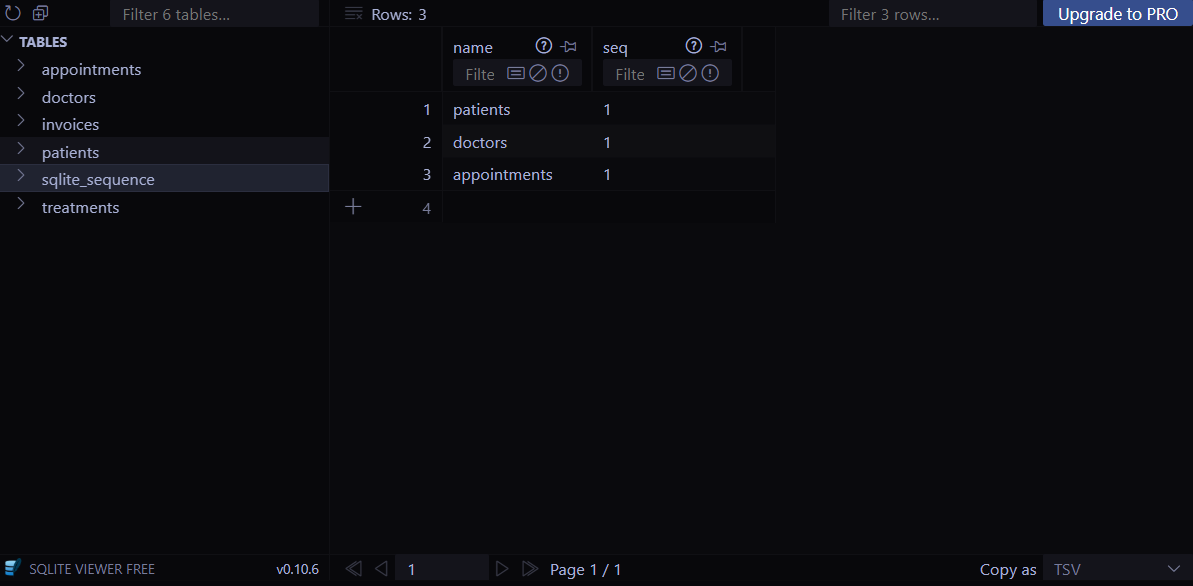 Filter 6 tables...
Rows: 3
Filter 3 rows...
Upgrade to PRO
TABLES
appointments
doctors
invoices
patients
sqlite_sequence
treatments
name
seq
Filte
Filte
1 patients 1
2 doctors 1
3 appointments 1
4
SQLITE VIEWER FREE
v0.10.6
1
Page 1 / 1
Copy as
TSV